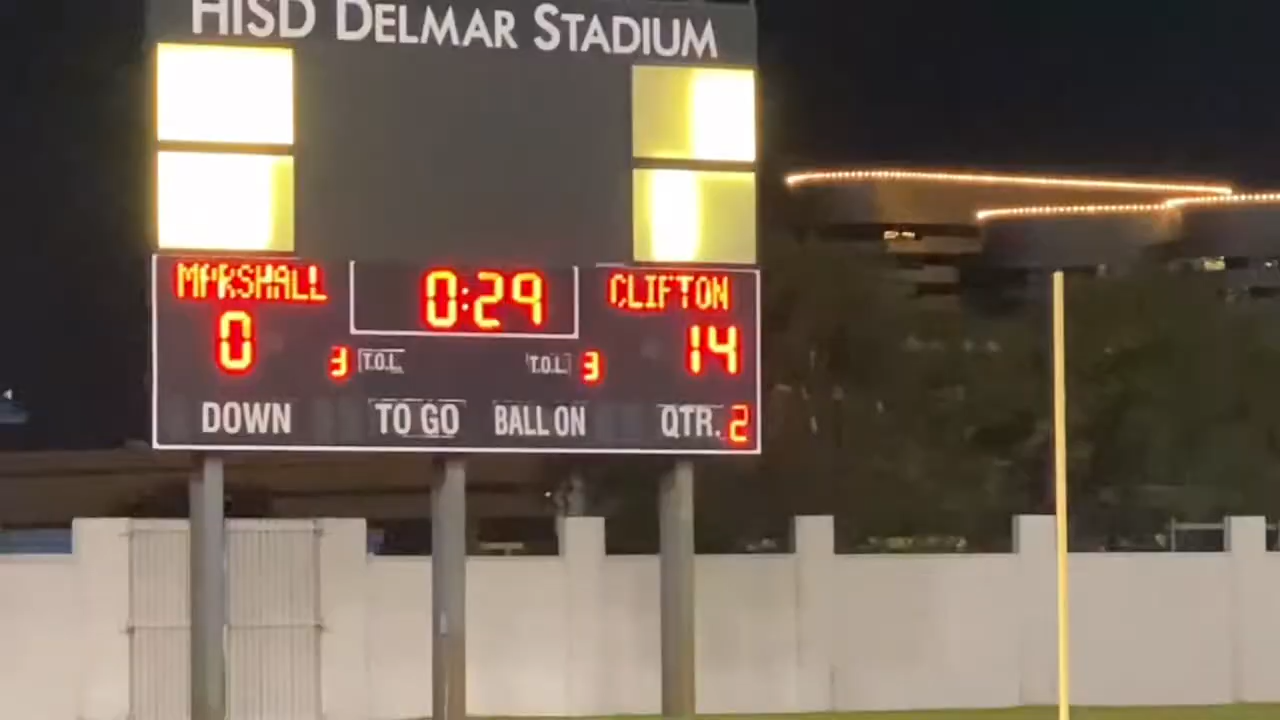 HISD DELMAR STADIUM
MARSHALL 0:29 CLIFTON
0 14
3 T.O.L. T.O.L. 3
DOWN TO GO BALL ON QTR. 2